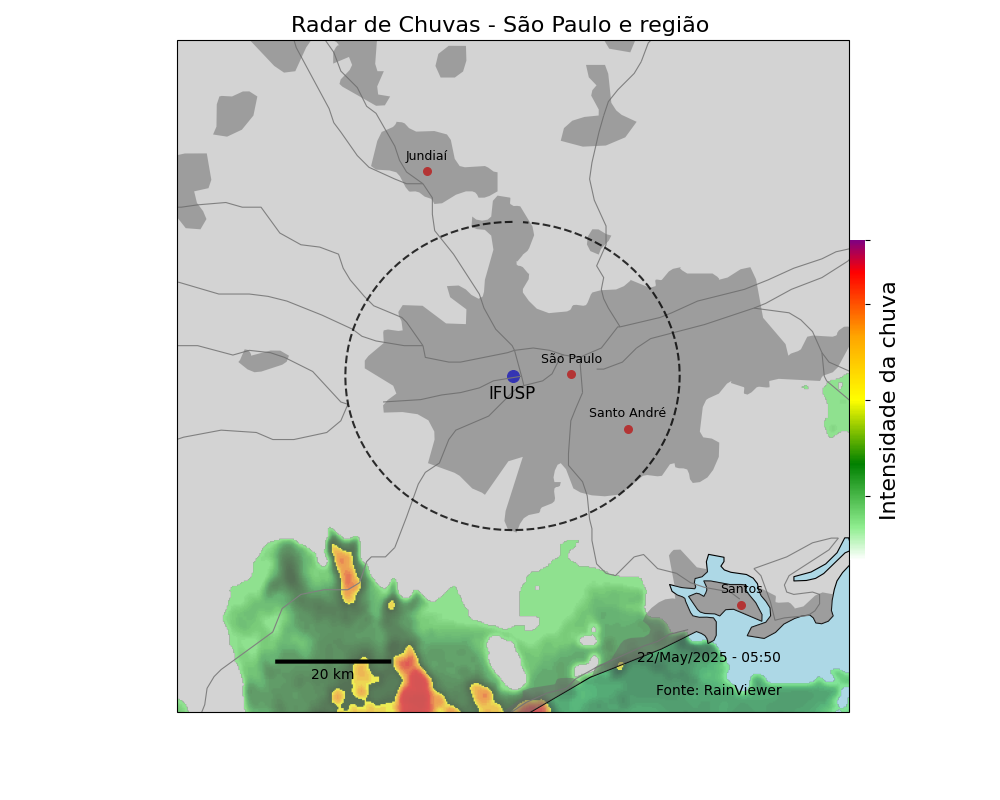 Radar de Chuvas - São Paulo e região
Jundiaí
São Paulo
IFUSP
Santo André
Intensidade da chuva
Santos
22/May/2025 - 05:50
20 km
Fonte: RainViewer